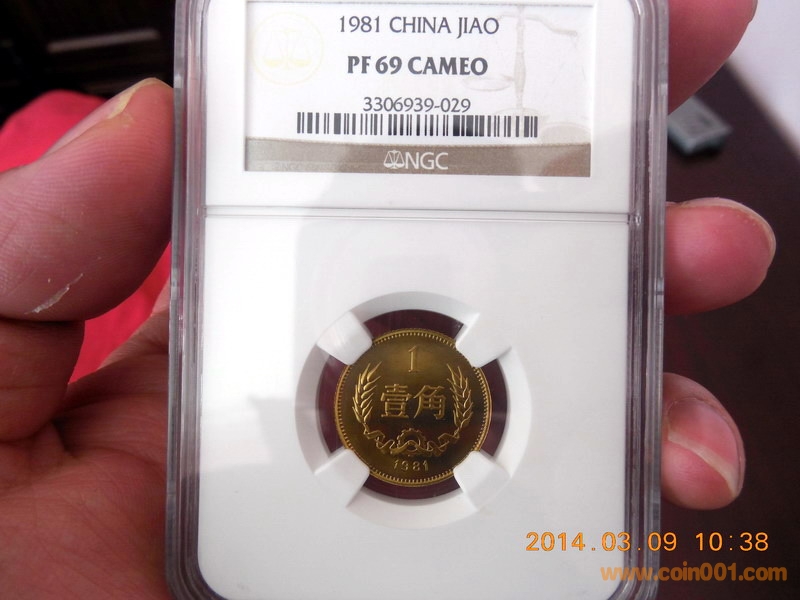 1981 CHINA JIAO
PF 69 CAMEO
3306939-029
NGC
1
壹角
1981
2014.03.09 10:38
www.coin001.com